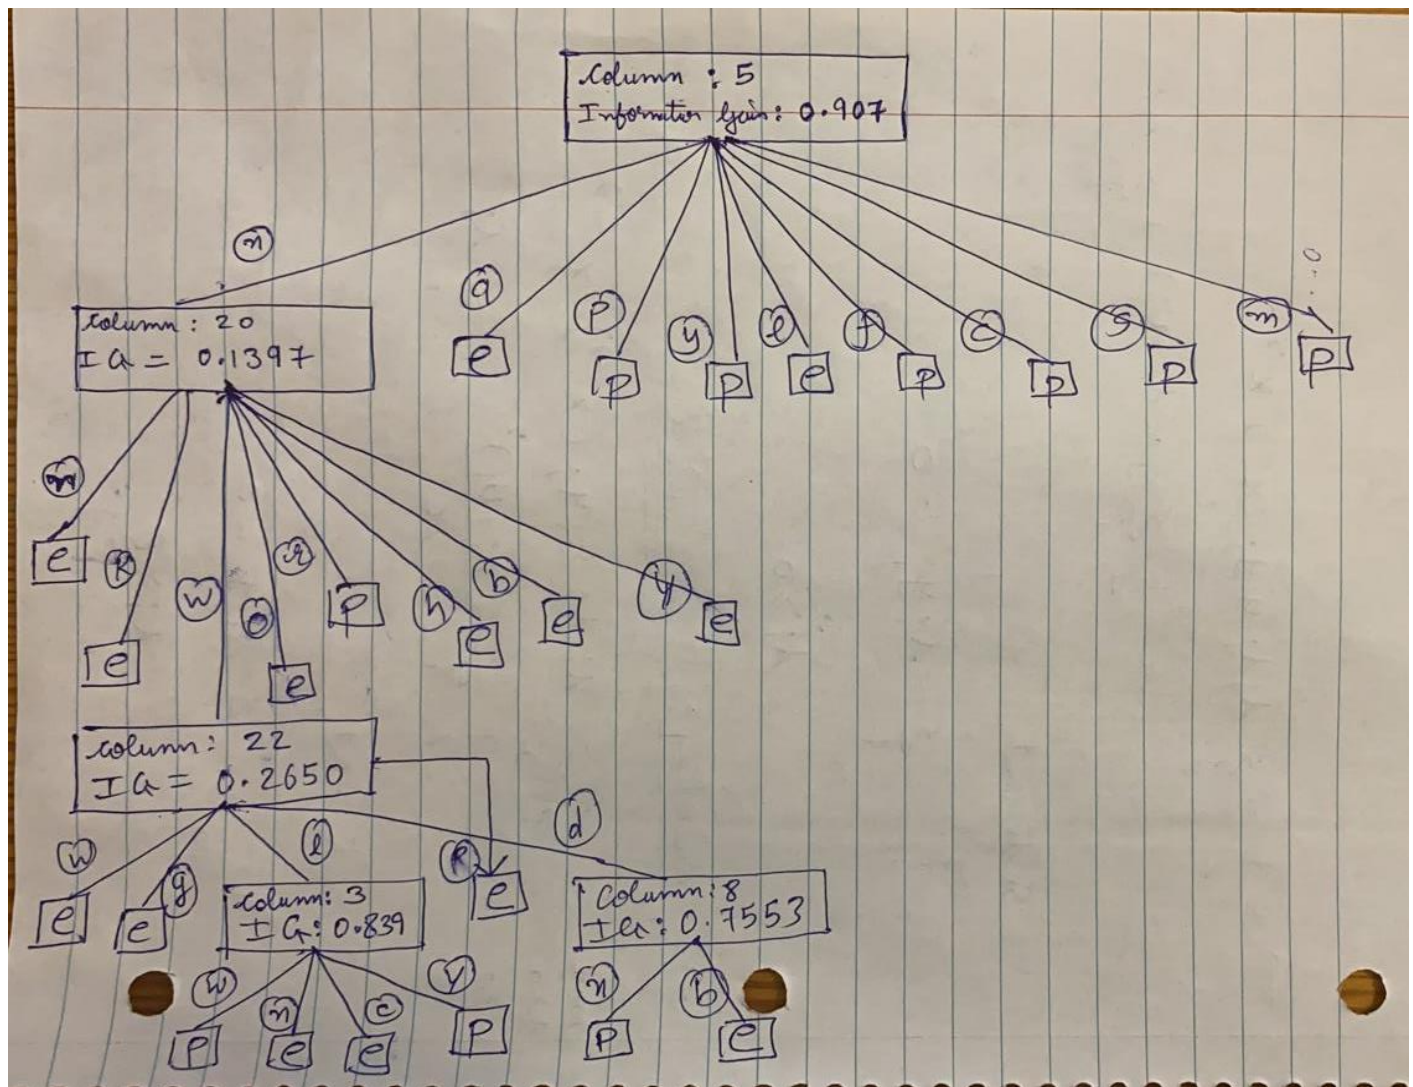 Column : 5
Information Gain: 0.907
n
a
p
y
e
f
c
s
m
e
p
p
e
p
p
p
p
Column: 20
IG = 0.1397
k
w
o
r
h
b
y
e
e
e
p
e
e
e
Column: 22
IG = 0.2650
w
g
l
d
e
e
e
Column: 3
IG: 0.839
Column: 8
IG: 0.7553
w
n
c
y
n
b
p
e
e
p
p
e